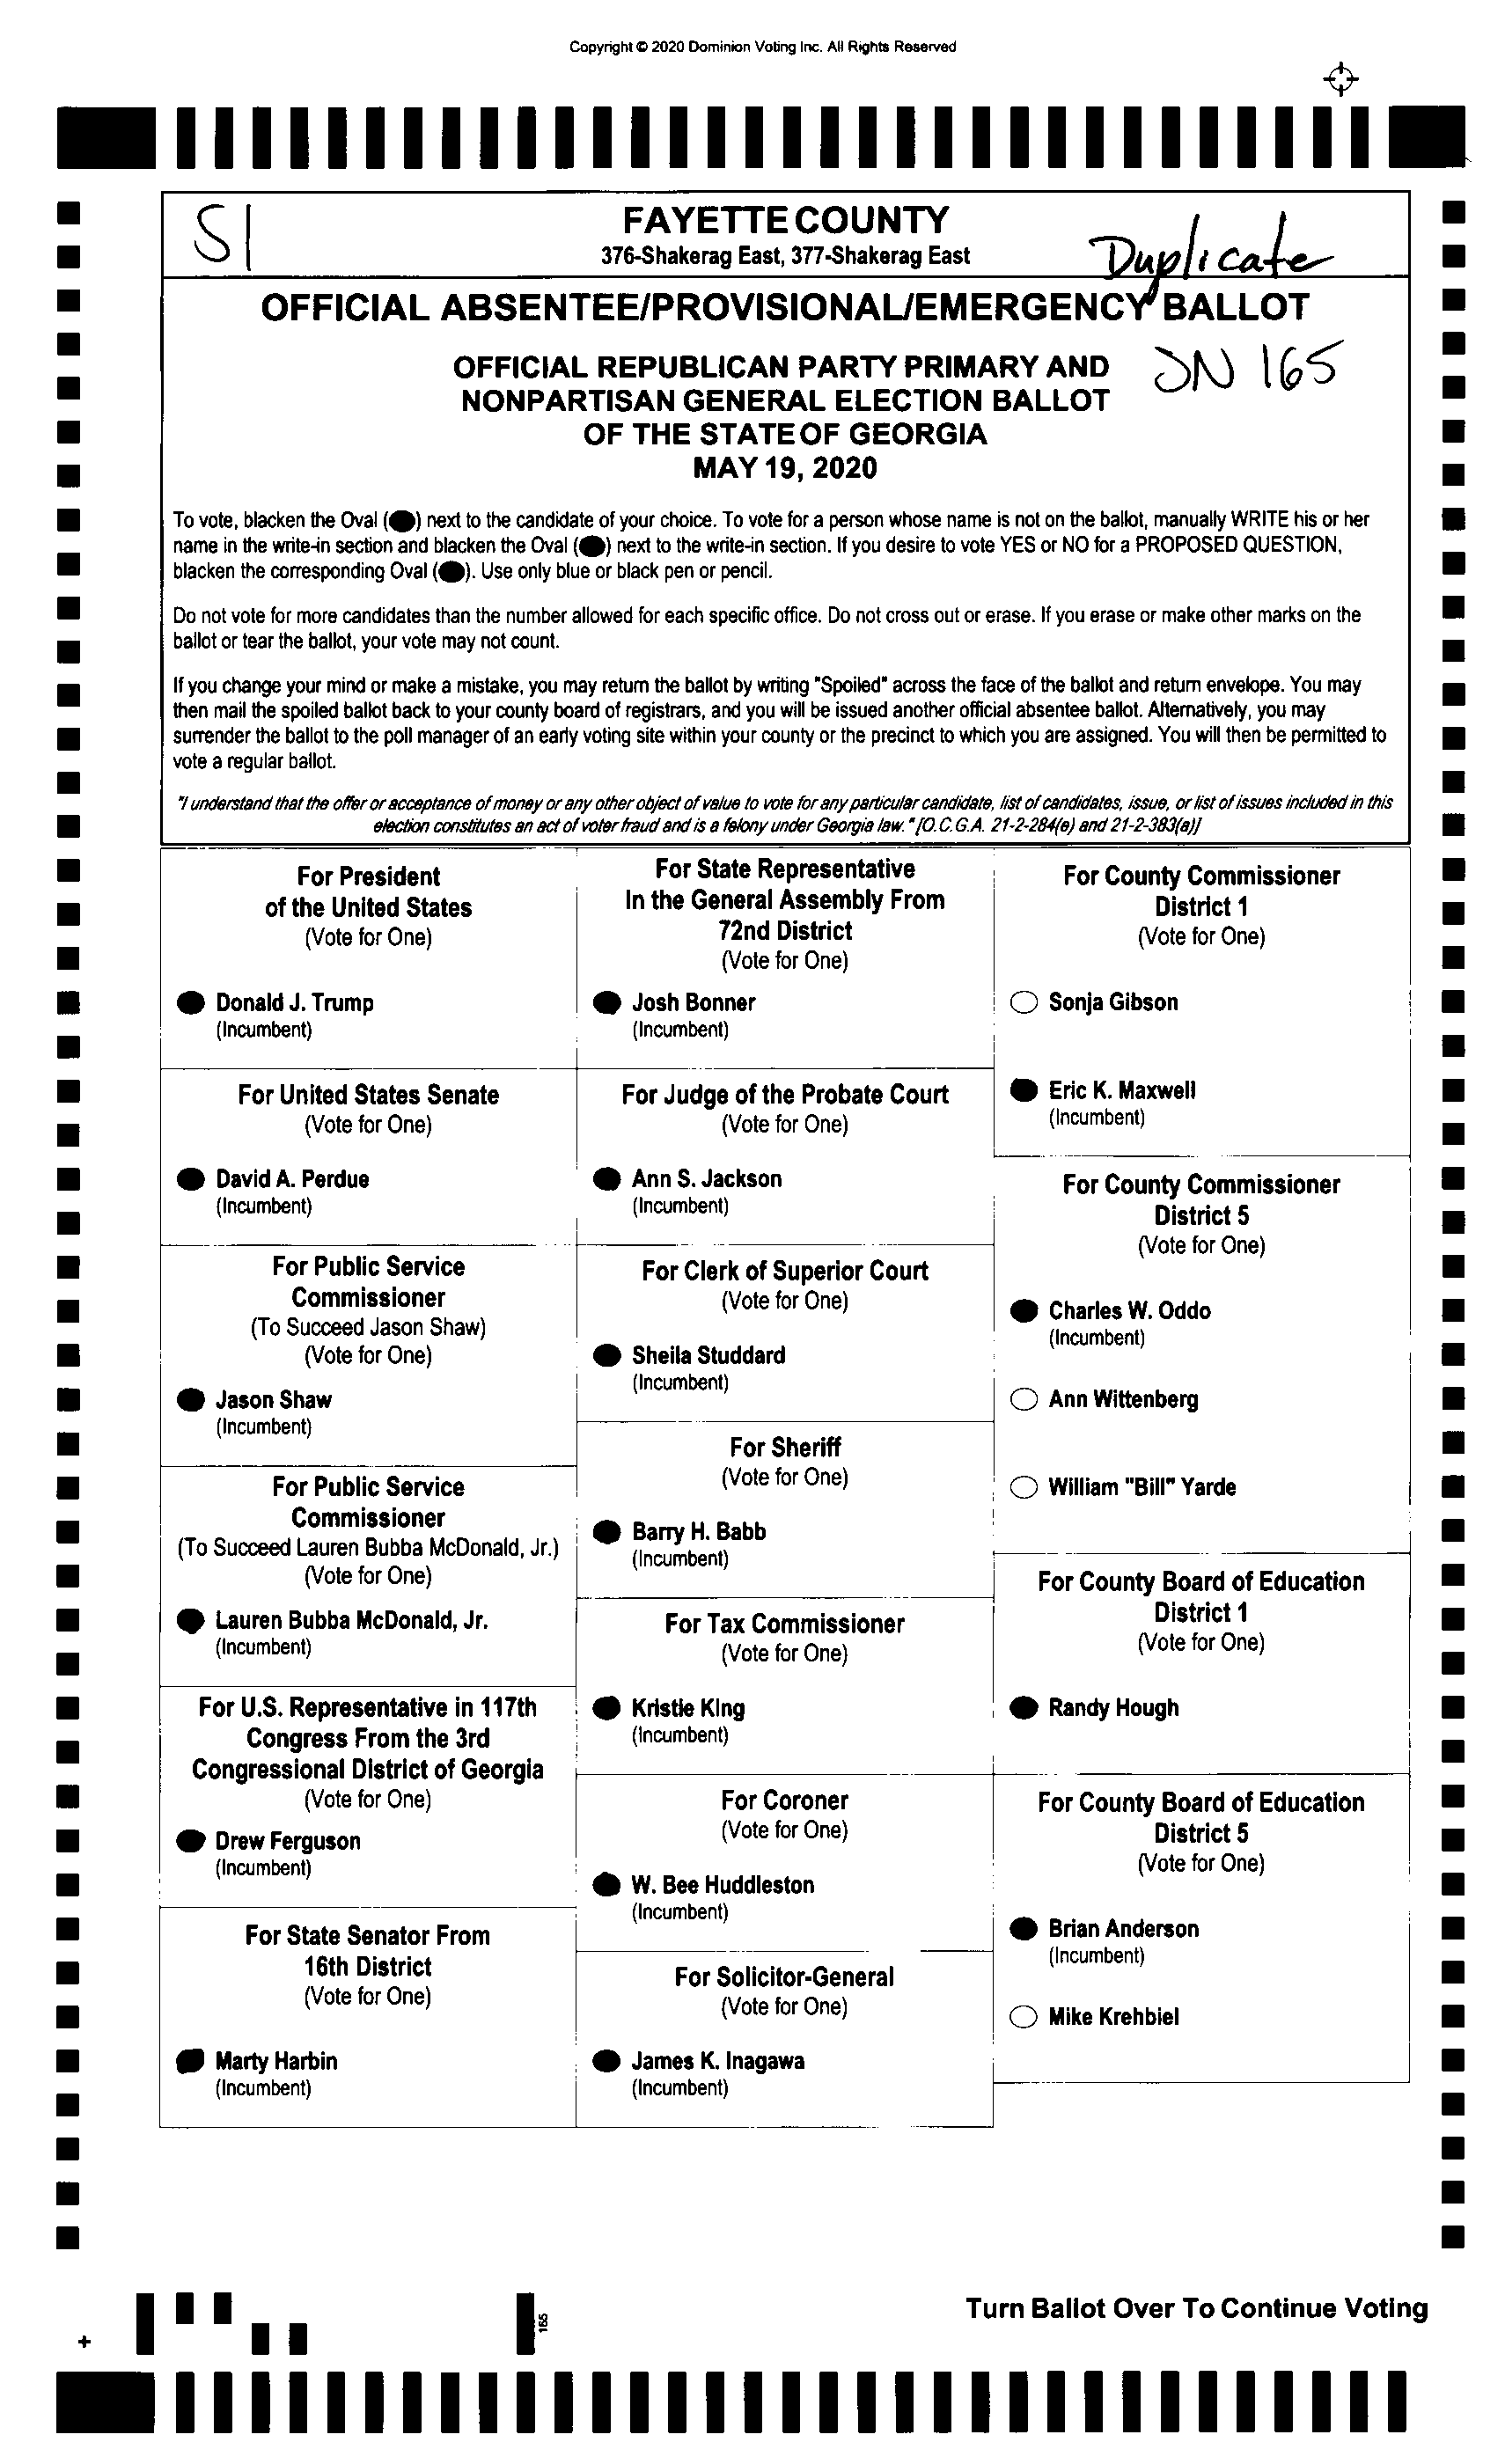 Copyright © 2020 Dominion Voting Inc. All Rights Reserved
S1
FAYETTE COUNTY
376-Shakerag East, 377-Shakerag East
Duplicate
OFFICIAL ABSENTEE/PROVISIONAL/EMERGENCY BALLOT
OFFICIAL REPUBLICAN PARTY PRIMARY AND
NONPARTISAN GENERAL ELECTION BALLOT
OF THE STATE OF GEORGIA
MAY 19, 2020
JN 165
To vote, blacken the Oval (●) next to the candidate of your choice. To vote for a person whose name is not on the ballot, manually WRITE his or her
name in the write-in section and blacken the Oval (●) next to the write-in section. If you desire to vote YES or NO for a PROPOSED QUESTION,
blacken the corresponding Oval (●). Use only blue or black pen or pencil.
Do not vote for more candidates than the number allowed for each specific office. Do not cross out or erase. If you erase or make other marks on the
ballot or tear the ballot, your vote may not count.
If you change your mind or make a mistake, you may return the ballot by writing "Spoiled" across the face of the ballot and return envelope. You may
then mail the spoiled ballot back to your county board of registrars, and you will be issued another official absentee ballot. Alternatively, you may
surrender the ballot to the poll manager of an early voting site within your county or the precinct to which you are assigned. You will then be permitted to
vote a regular ballot.
"I understand that the offer or acceptance of money or any other object of value to vote for any particular candidate, list of candidates, issue, or list of issues included in this
election constitutes an act of voter fraud and is a felony under Georgia law." [O.C.G.A. 21-2-284(e) and 21-2-383(a)]
For President
of the United States
(Vote for One)
Donald J. Trump
(Incumbent)
For United States Senate
(Vote for One)
David A. Perdue
(Incumbent)
For Public Service
Commissioner
(To Succeed Jason Shaw)
(Vote for One)
Jason Shaw
(Incumbent)
For Public Service
Commissioner
(To Succeed Lauren Bubba McDonald, Jr.)
(Vote for One)
Lauren Bubba McDonald, Jr.
(Incumbent)
For U.S. Representative in 117th
Congress From the 3rd
Congressional District of Georgia
(Vote for One)
Drew Ferguson
(Incumbent)
For State Senator From
16th District
(Vote for One)
Marty Harbin
(Incumbent)
For State Representative
In the General Assembly From
72nd District
(Vote for One)
Josh Bonner
(Incumbent)
For Judge of the Probate Court
(Vote for One)
Ann S. Jackson
(Incumbent)
For Clerk of Superior Court
(Vote for One)
Sheila Studdard
(Incumbent)
For Sheriff
(Vote for One)
Barry H. Babb
(Incumbent)
For Tax Commissioner
(Vote for One)
Kristie King
(Incumbent)
For Coroner
(Vote for One)
W. Bee Huddleston
(Incumbent)
For Solicitor-General
(Vote for One)
James K. Inagawa
(Incumbent)
For County Commissioner
District 1
(Vote for One)
Sonja Gibson
Eric K. Maxwell
(Incumbent)
For County Commissioner
District 5
(Vote for One)
Charles W. Oddo
(Incumbent)
Ann Wittenberg
William "Bill" Yarde
For County Board of Education
District 1
(Vote for One)
Randy Hough
For County Board of Education
District 5
(Vote for One)
Brian Anderson
(Incumbent)
Mike Krehbiel
Turn Ballot Over To Continue Voting
165